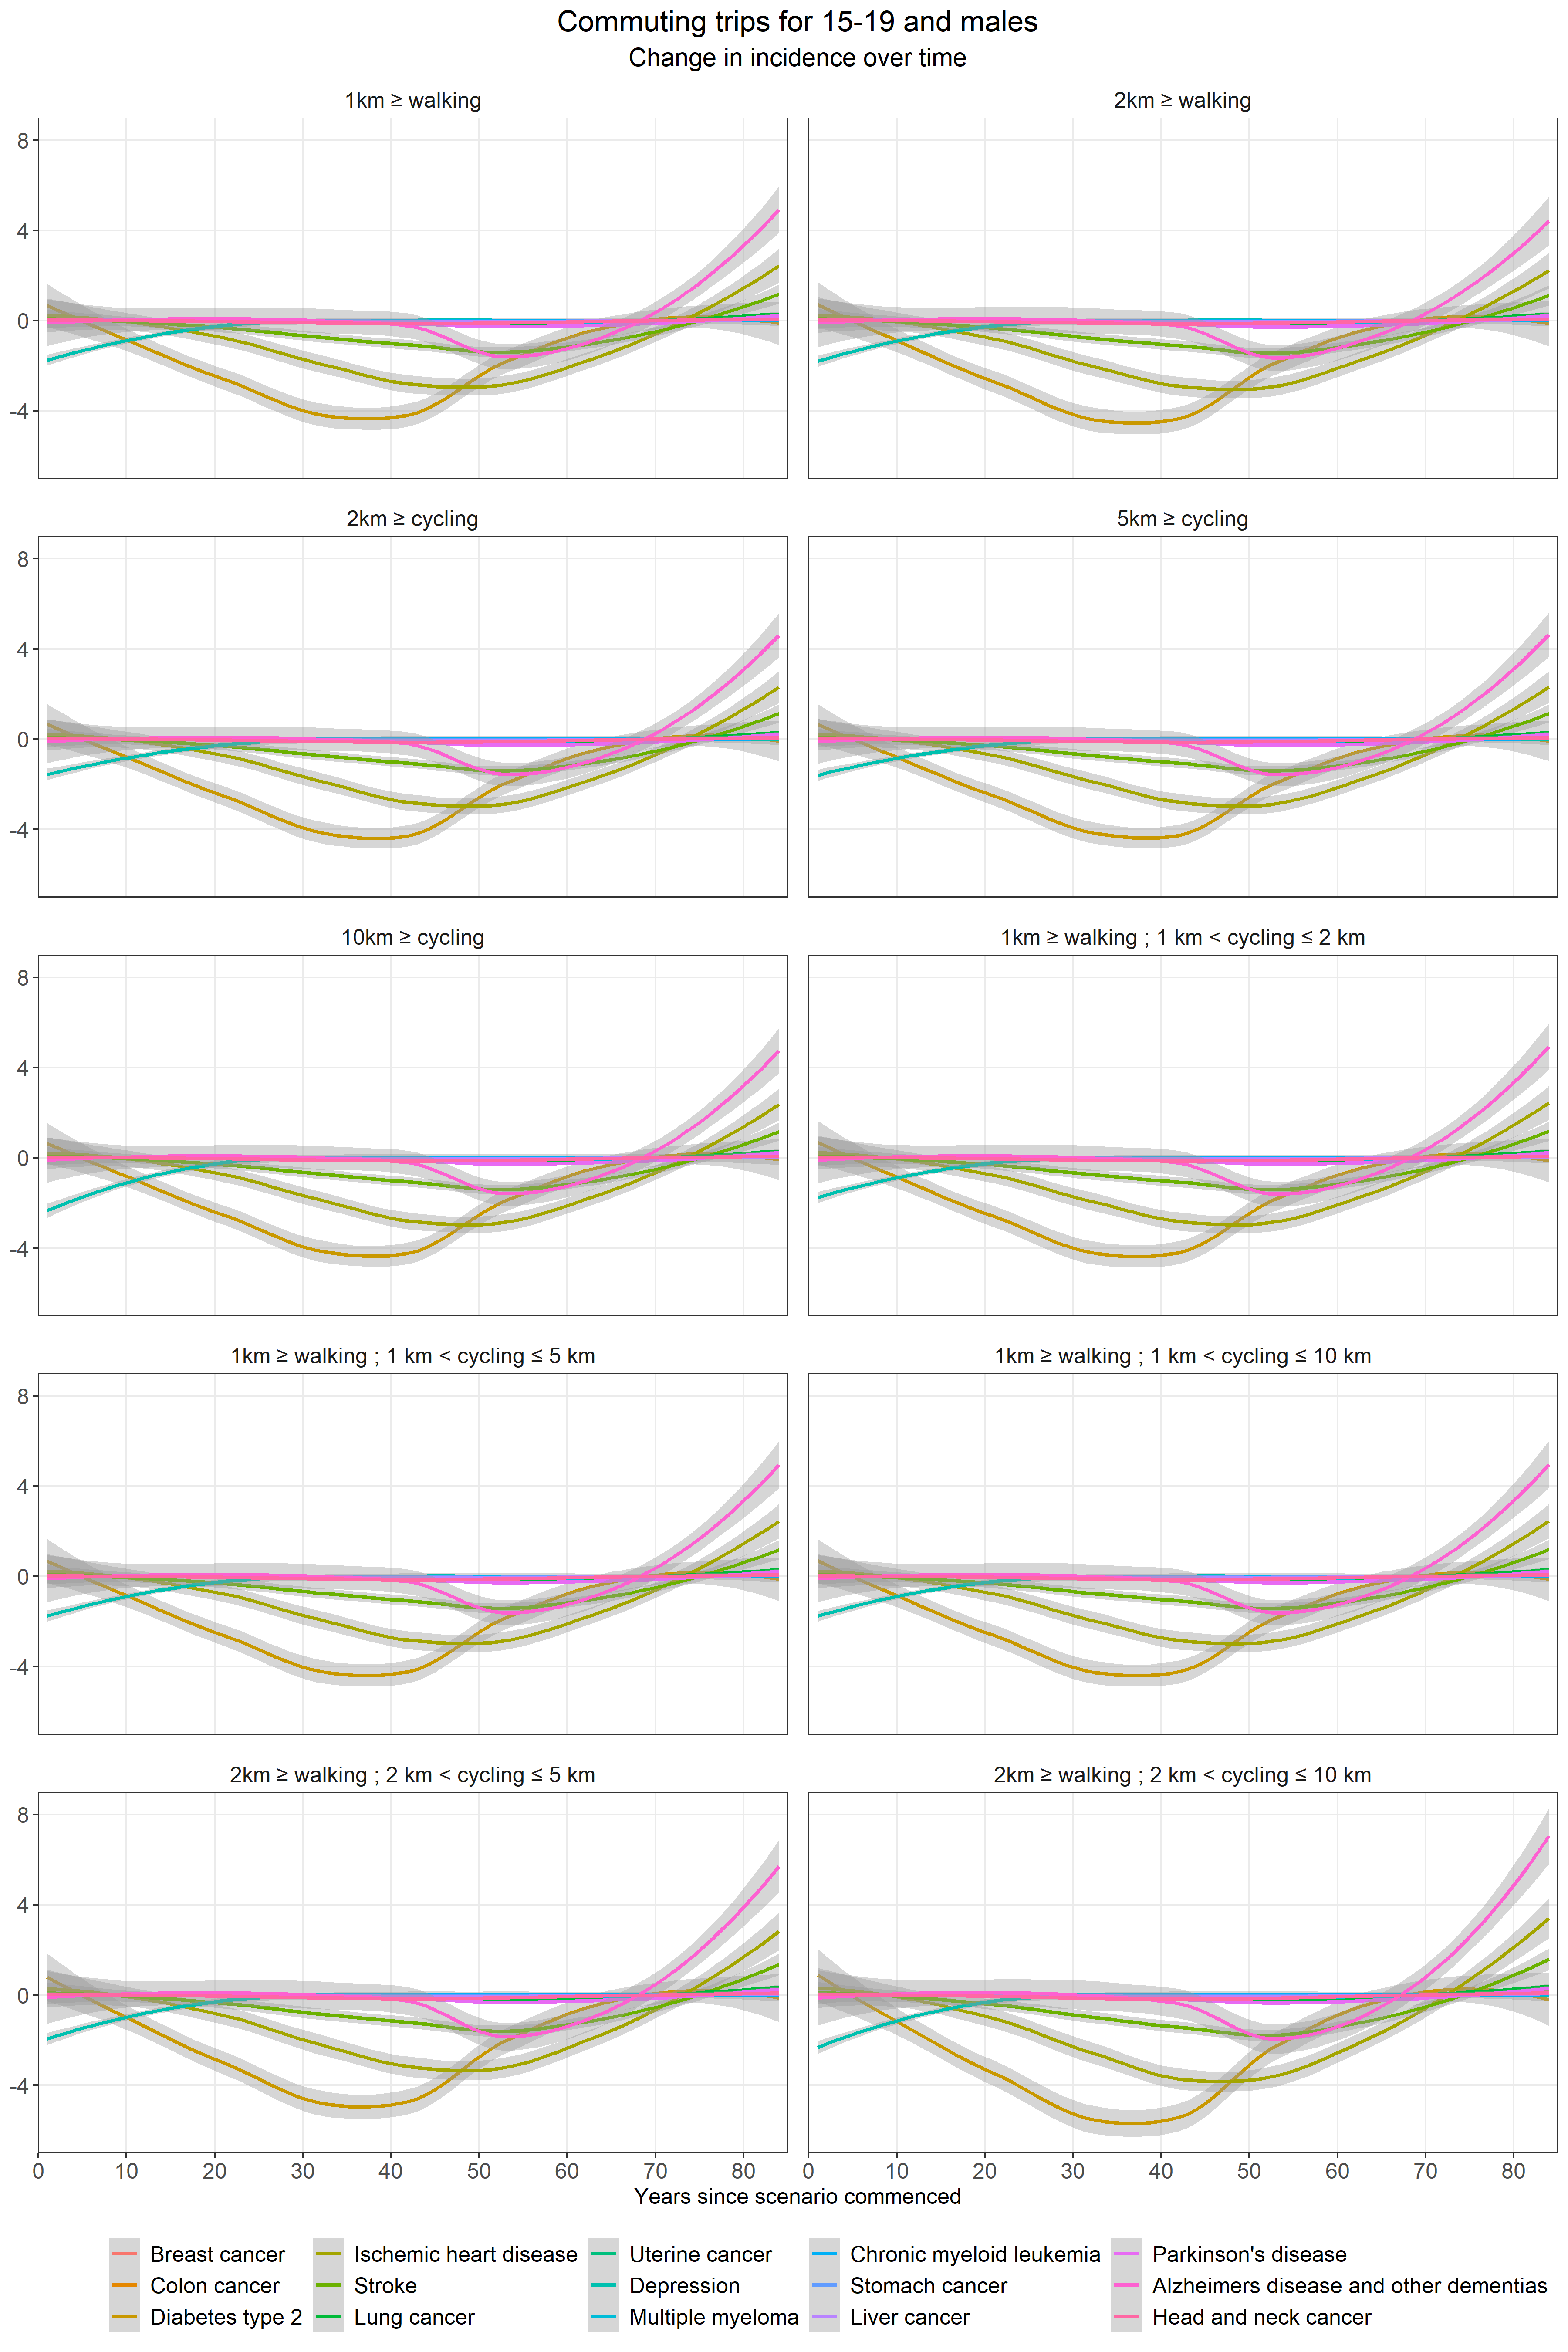 Commuting trips for 15-19 and males
Change in incidence over time
1km ≥ walking
2km ≥ walking
8
4
0
-4
2km ≥ cycling
5km ≥ cycling
8
4
0
-4
10km ≥ cycling
1km ≥ walking ; 1 km < cycling ≤ 2 km
8
4
0
-4
1km ≥ walking ; 1 km < cycling ≤ 5 km
1km ≥ walking ; 1 km < cycling ≤ 10 km
8
4
0
-4
2km ≥ walking ; 2 km < cycling ≤ 5 km
2km ≥ walking ; 2 km < cycling ≤ 10 km
8
4
0
-4
0 10 20 30 40 50 60 70 80
0 10 20 30 40 50 60 70 80
Years since scenario commenced
Breast cancer Ischemic heart disease Uterine cancer Chronic myeloid leukemia Parkinson's disease
Colon cancer Stroke Depression Stomach cancer Alzheimers disease and other dementias
Diabetes type 2 Lung cancer Multiple myeloma Liver cancer Head and neck cancer